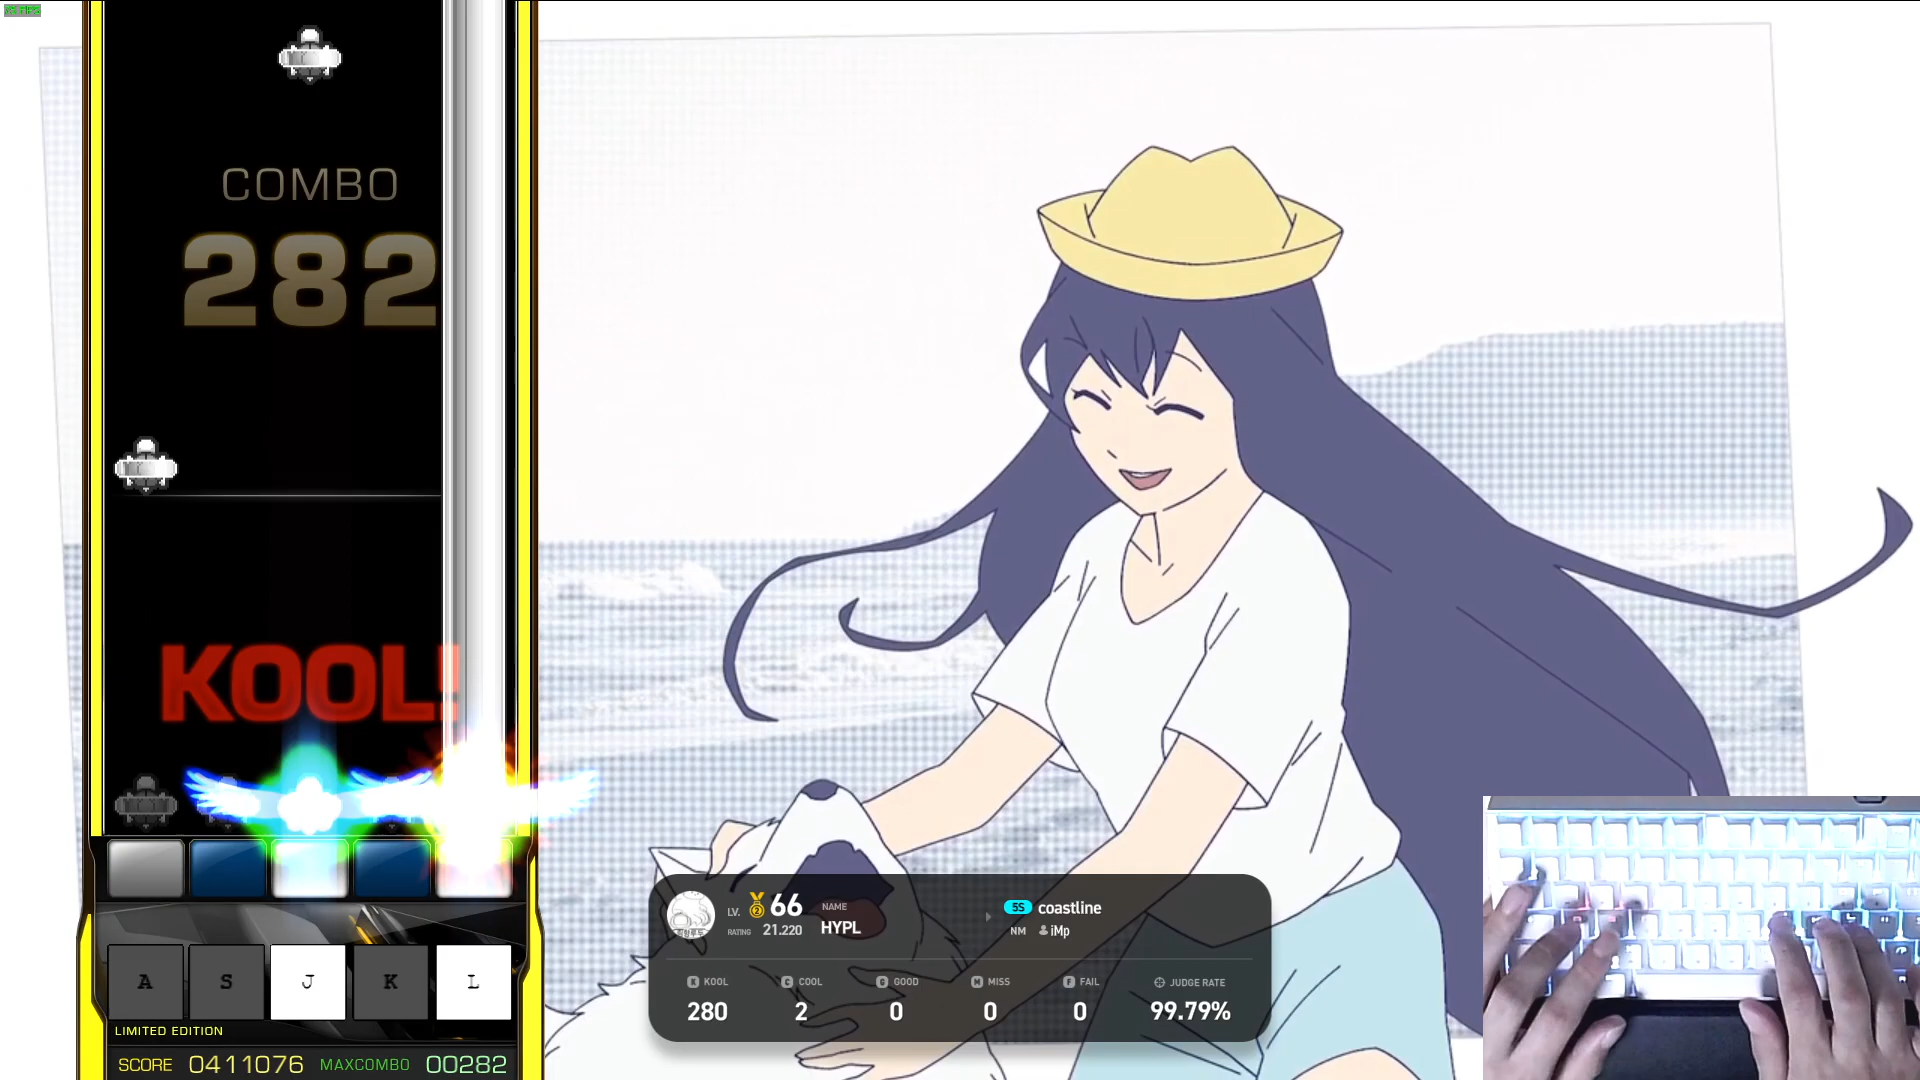 COMBO
282
KOOL!
A S J K L
LIMITED EDITION
SCORE 0411076 MAXCOMBO 00282
LV. 2 66
RATING 21.220
NAME
HYPL
5S coastline
NM iMp
K KOOL C COOL G GOOD M MISS F FAIL JUDGE RATE
280 2 0 0 0 99.79%